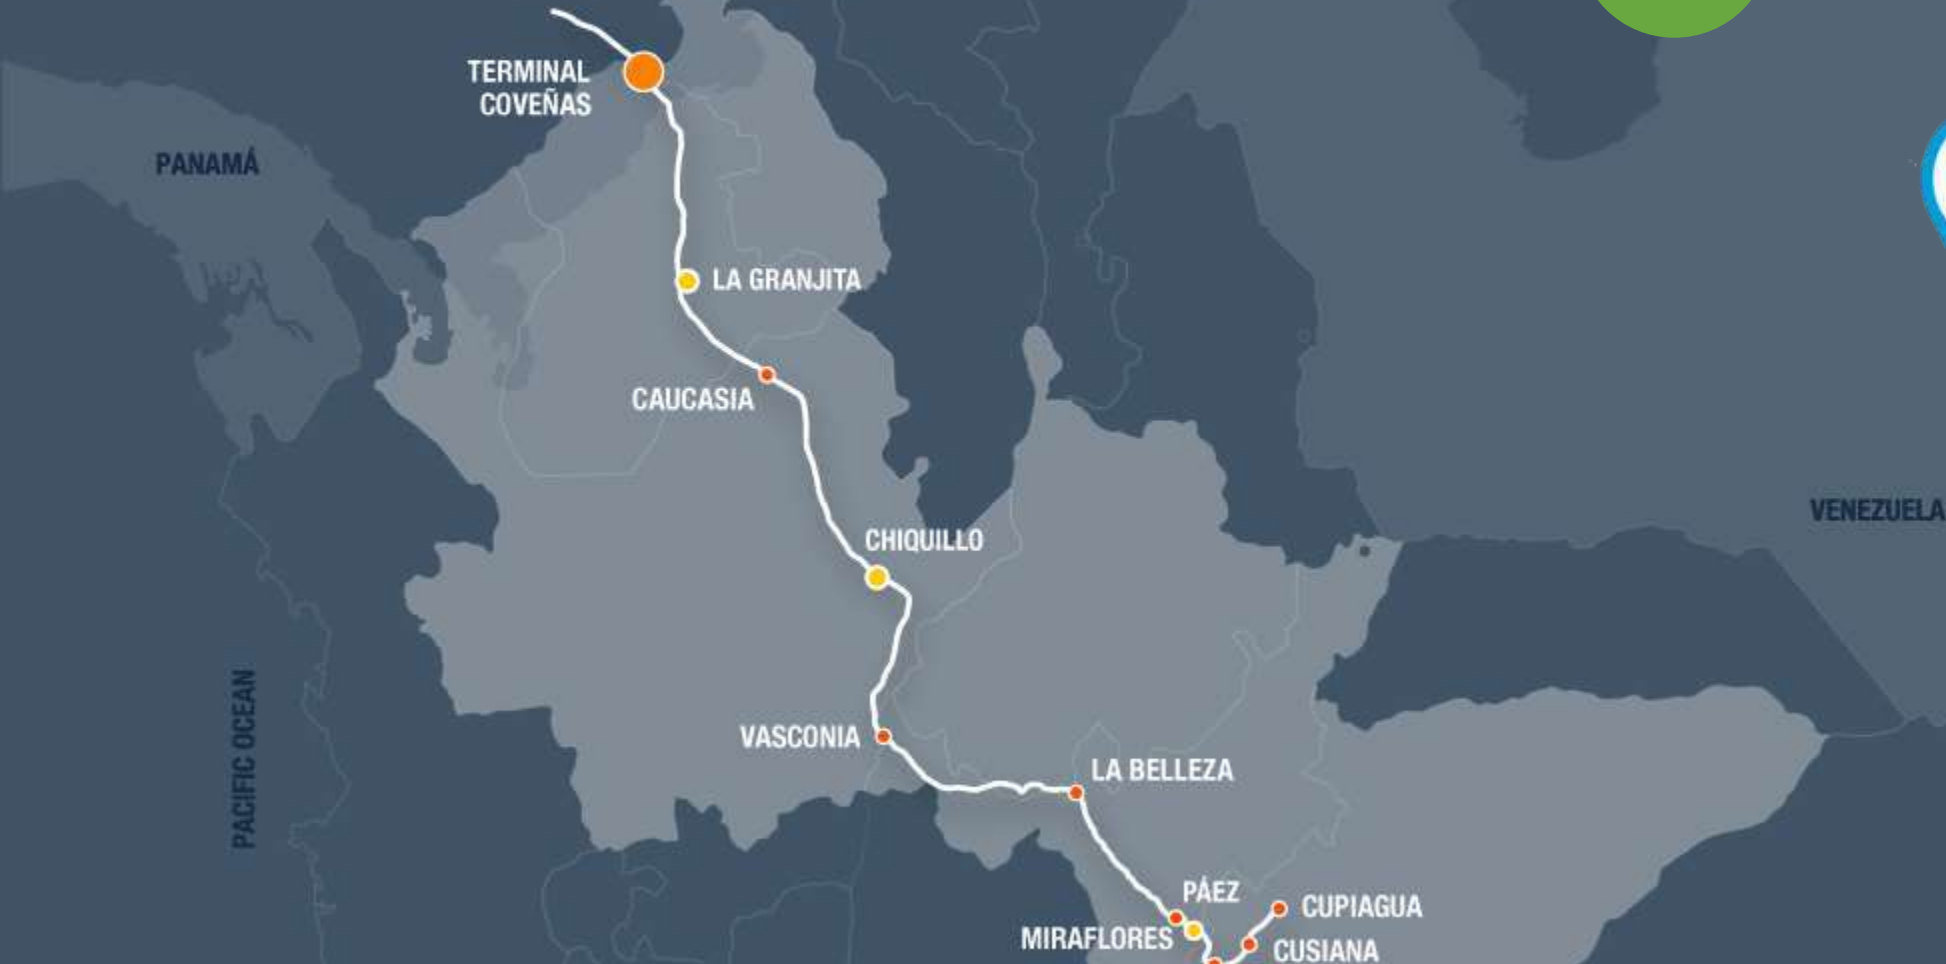 TERMINAL
COVEÑAS
PANAMÁ
LA GRANJITA
CAUCASIA
VENEZUELA
CHIQUILLO
PACIFIC OCEAN
VASCONIA
LA BELLEZA
PÁEZ
CUPIAGUA
MIRAFLORES
CUSIANA